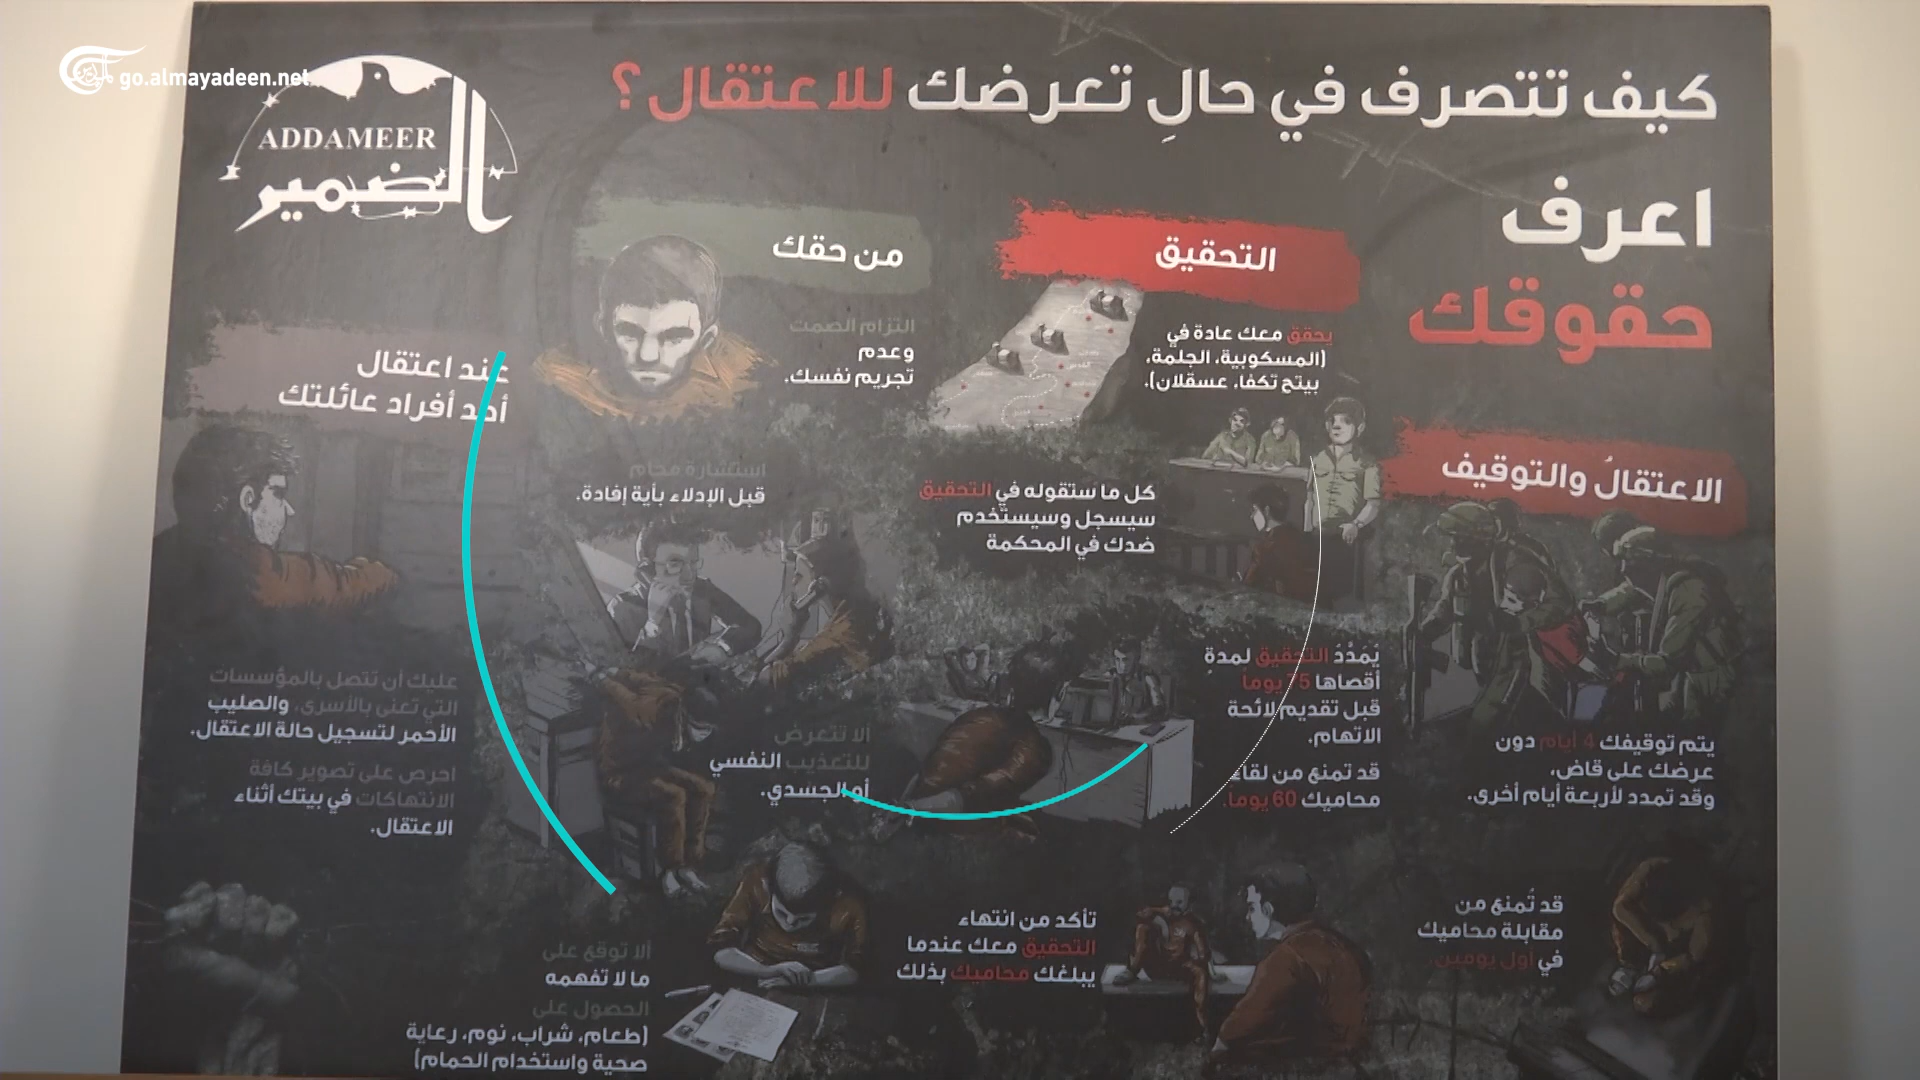 go.almayadeen.net
ADDAMEER
الضمير
كيف تتصرف في حالِ تعرضك للاعتقال؟
اعرف
حقوقك
الاعتقالُ والتوقيف
يتم توقيفك 4 أيام دون
عرضك على قاض،
وقد تمدد لأربعة أيام أخرى.
قد تُمنع من
مقابلة محاميك
في أول يومين.
التحقيق
يحقق معك عادة في
(المسكوبية، الجلمة،
بيتح تكفا، عسقلان).
كل ما ستقوله في التحقيق
سيسجل وسيستخدم
ضدك في المحكمة
يُمَدَّدُ التحقيق لمدةِ
أقصاها 75 يوماً
قبل تقديم لائحة
الاتهام.
قد تمنع من لقاء
محاميك 60 يوماً.
تأكد من انتهاء
التحقيق معك عندما
يبلغك محاميك بذلك
من حقك
التزام الصمت
وعدم
تجريم نفسك.
استشارة محام
قبل الإدلاء بأية إفادة.
ألا تتعرض
للتعذيب النفسي
أو الجسدي.
ألا توقع على
ما لا تفهمه
الحصول على
(طعام، شراب، نوم، رعاية
صحية واستخدام الحمام)
عند اعتقال
أحد أفراد عائلتك
عليك أن تتصل بالمؤسسات
التي تعنى بالأسرى، والصليب
الأحمر لتسجيل حالة الاعتقال.
احرص على تصوير كافة
الانتهاكات في بيتك أثناء
الاعتقال.